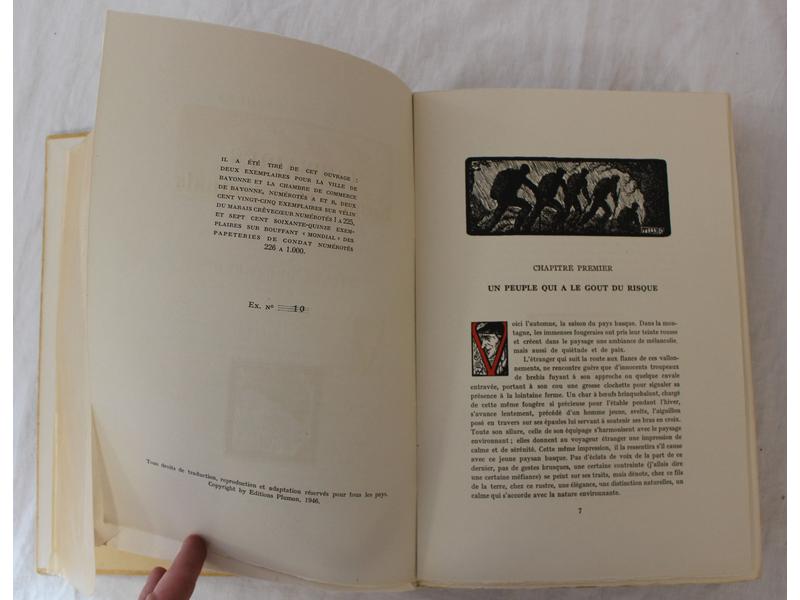 IL A ÉTÉ TIRÉ DE CET OUVRAGE :
DEUX EXEMPLAIRES POUR LA VILLE DE
BAYONNE ET LA CHAMBRE DE COMMERCE
DE BAYONNE, NUMÉROTÉS A ET B, DEUX
CENT VINGT-CINQ EXEMPLAIRES SUR VÉLIN
DU MARAIS CRÈVECŒUR NUMÉROTÉS 1 A 225,
ET SEPT CENT SOIXANTE-QUINZE EXEM-
PLAIRES SUR BOUFFANT « MONDIAL » DES
PAPETERIES DE CONDAT NUMÉROTÉS
226 A 1.000.
EX. N° 10
Tous droits de traduction, reproduction et adaptation réservés pour tous les pays.
Copyright by Editions Plumon, 1946.
CHAPITRE PREMIER
UN PEUPLE QUI A LE GOUT DU RISQUE
Voici l'automne, la saison du pays basque. Dans la mon-
tagne, les immenses fougeraies ont pris leur teinte rousse
et créent dans le paysage une ambiance de mélancolie,
mais aussi de quiétude et de paix.
L'étranger qui suit la route aux flancs de ces vallon-
nements, ne rencontre guère que d'innocents troupeaux
de brebis fuyant à son approche ou quelque cavale
entravée, portant à son cou une grosse clochette pour signaler sa
présence à la lointaine ferme. Un char à bœufs brinquebalant, chargé
de cette même fougère si précieuse pour l'étable pendant l'hiver,
s'avance lentement, précédé d'un homme jeune, svelte, l'aiguillon
posé en travers sur ses épaules lui servant à soutenir ses bras en croix.
Toute son allure, celle de son équipage s'harmonisent avec le paysage
environnant ; elles donnent au voyageur étranger une impression de
calme et de sérénité. Cette même impression, il la ressentira s'il cause
avec ce jeune paysan basque. Pas d'éclats de voix de la part de ce
dernier, pas de gestes brusques, une certaine contrainte (j'allais dire
une certaine méfiance) se peint sur ses traits, mais dénote, chez ce fils
de la terre, chez ce rustre, une élégance, une distinction naturelles, un
calme qui s'accorde avec la nature environnante.
7